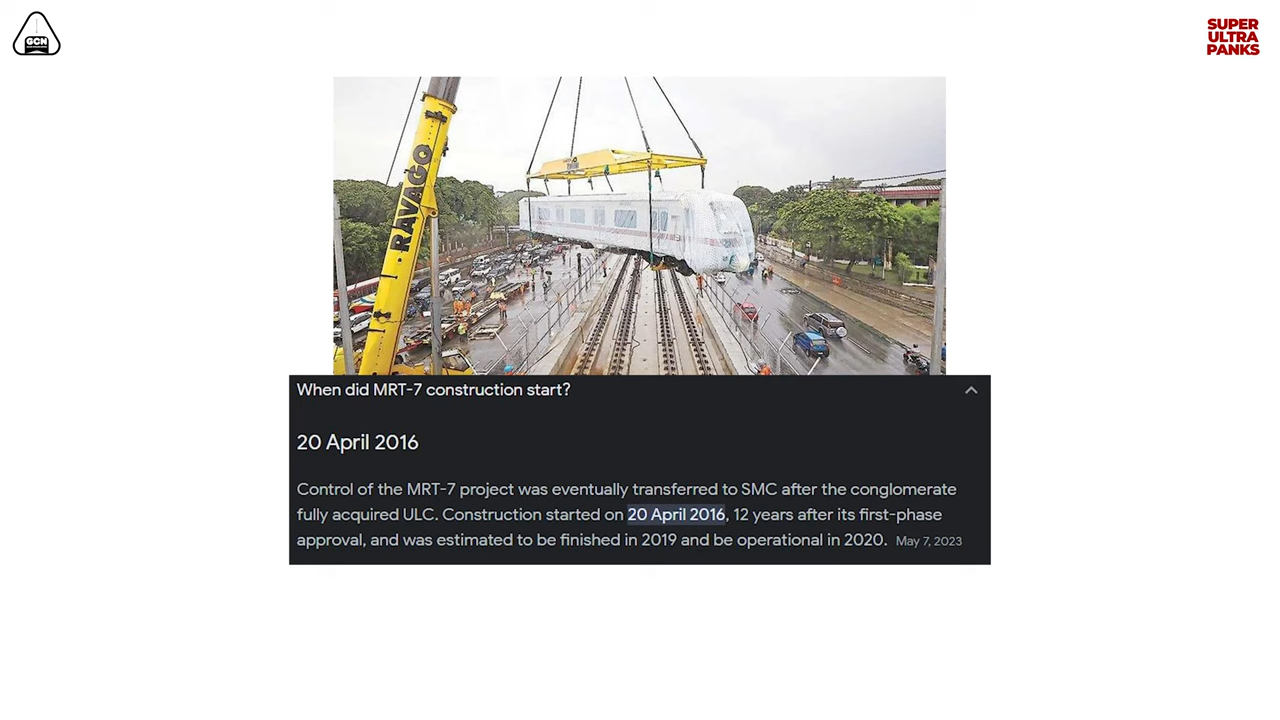 GCN
SUPER
ULTRA
PANKS
RAVAGO
When did MRT-7 construction start?
20 April 2016
Control of the MRT-7 project was eventually transferred to SMC after the conglomerate
fully acquired ULC. Construction started on 20 April 2016, 12 years after its first-phase
approval, and was estimated to be finished in 2019 and be operational in 2020. May 7, 2023